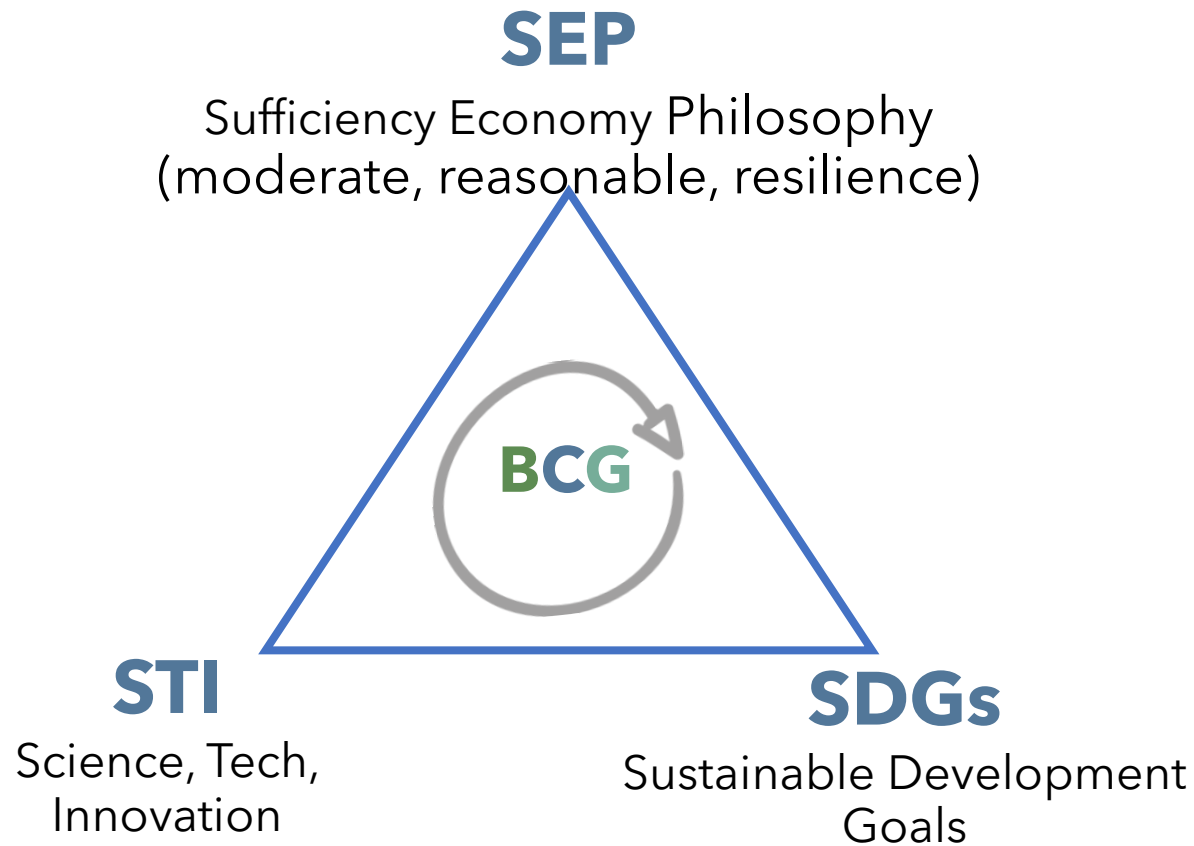 SEP
Sufficiency Economy Philosophy
(moderate, reasonable, resilience)
BCG
STI
Science, Tech,
Innovation
SDGs
Sustainable Development
Goals